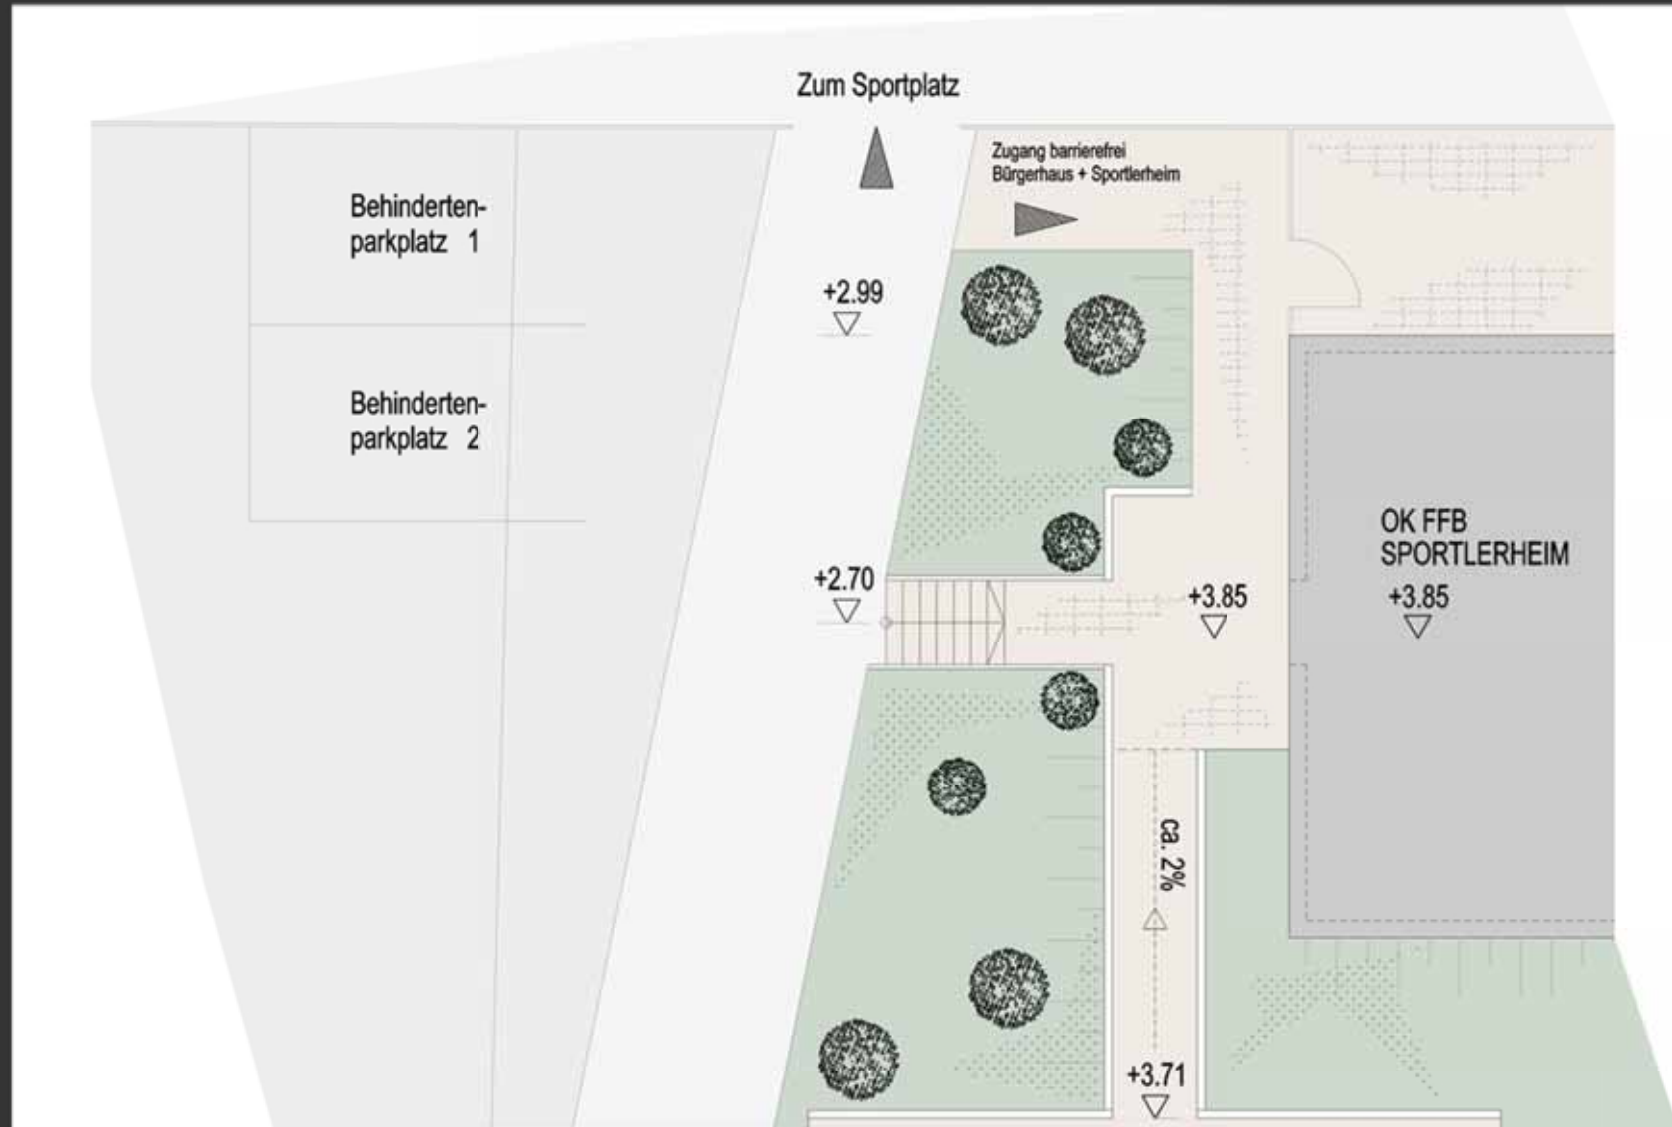 Zum Sportplatz
Zugang barrierefrei
Bürgerhaus + Sportlerheim
Behinderten-
parkplatz 1
+2.99
Behinderten-
parkplatz 2
OK FFB
SPORTLERHEIM
+2.70
+3.85
+3.85
ca. 2%
+3.71